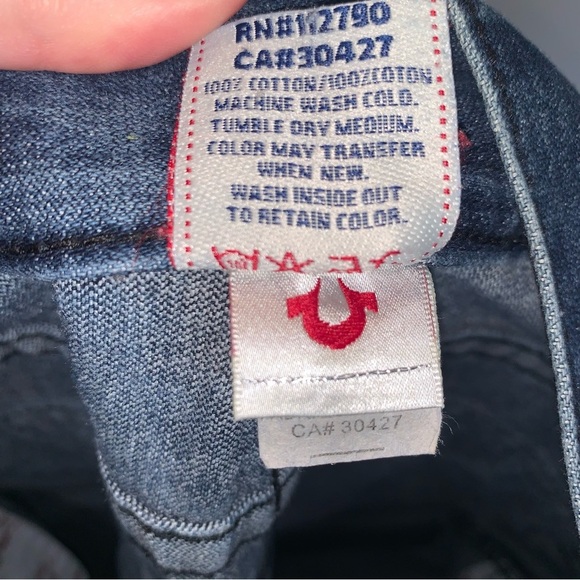 RN#112790
CA#30427
100% COTTON/100%COTON
MACHINE WASH COLD.
TUMBLE DRY MEDIUM.
COLOR MAY TRANSFER
WHEN NEW.
WASH INSIDE OUT
TO RETAIN COLOR.
CA# 30427